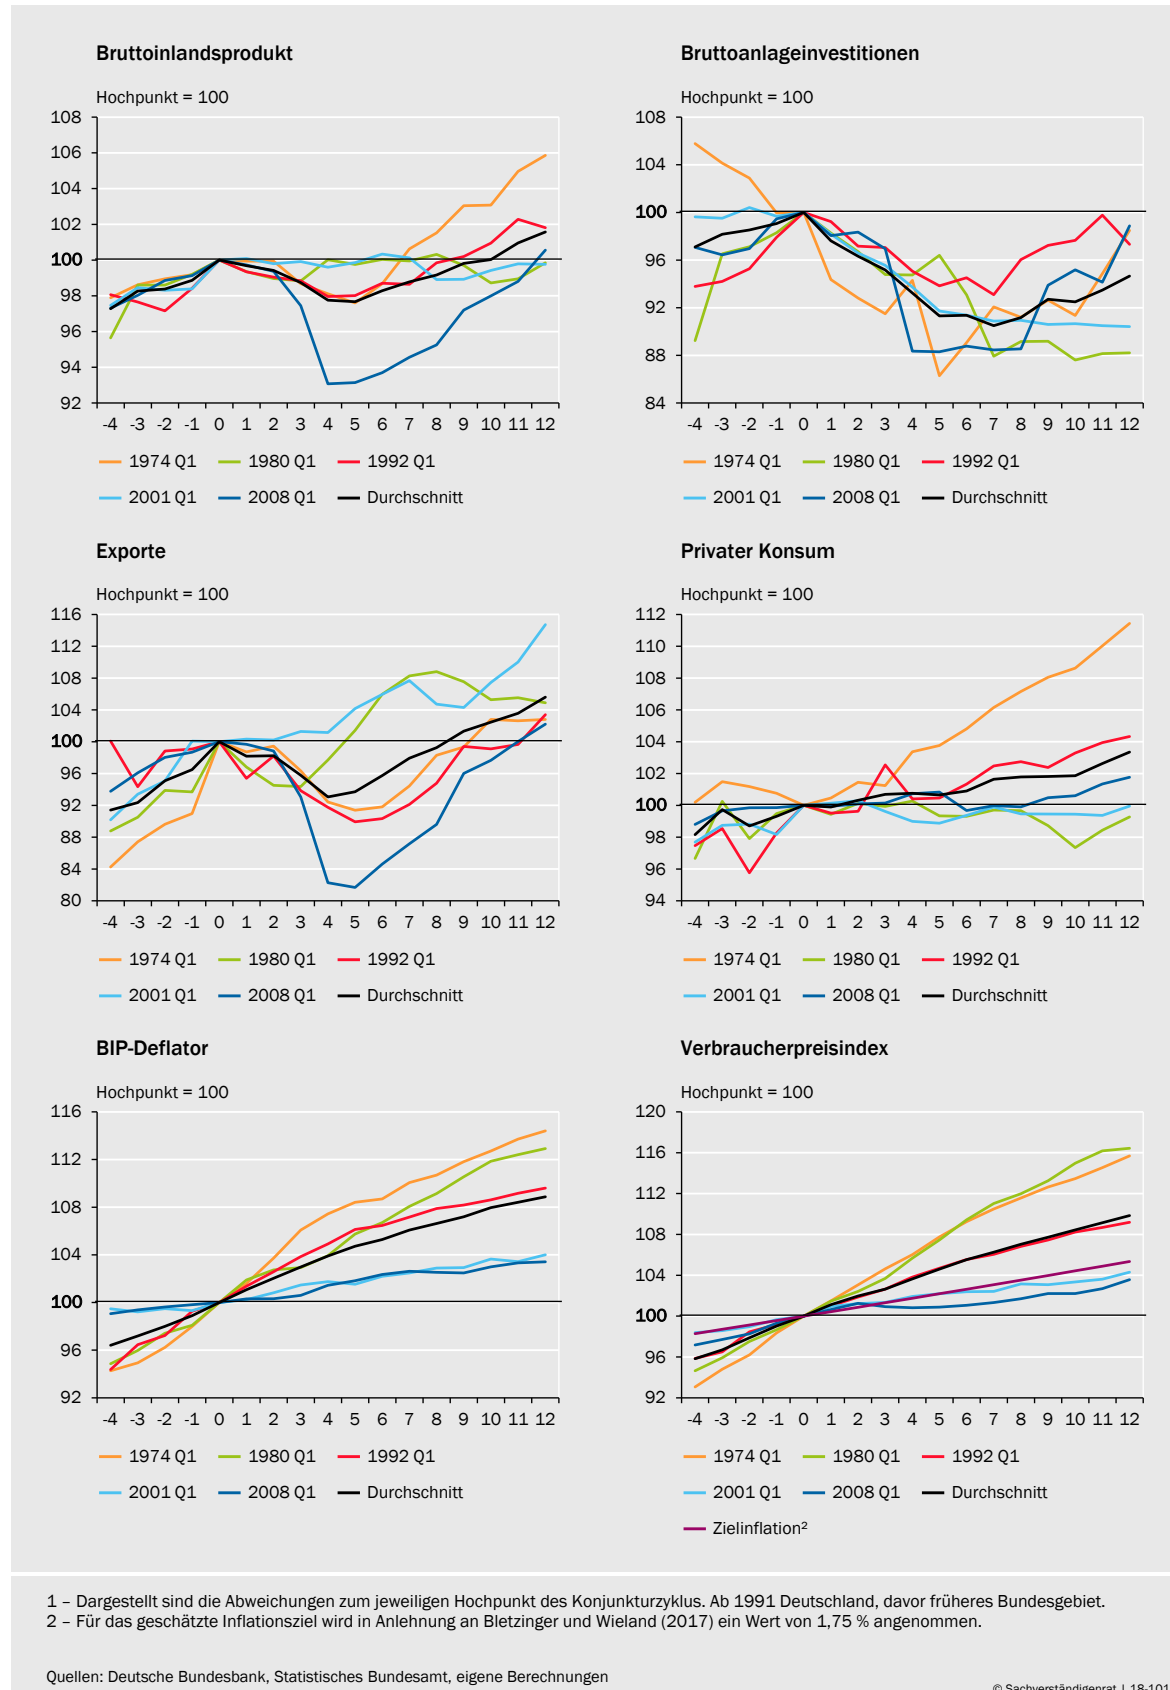 Bruttoinlandsprodukt
Hochpunkt = 100
108
106
104
102
100
98
96
94
92
-4 -3 -2 -1 0 1 2 3 4 5 6 7 8 9 10 11 12
1974 Q1 1980 Q1 1992 Q1
2001 Q1 2008 Q1 Durchschnitt
Bruttoanlageinvestitionen
Hochpunkt = 100
108
104
100
96
92
88
84
-4 -3 -2 -1 0 1 2 3 4 5 6 7 8 9 10 11 12
1974 Q1 1980 Q1 1992 Q1
2001 Q1 2008 Q1 Durchschnitt
Exporte
Hochpunkt = 100
116
112
108
104
100
96
92
88
84
80
-4 -3 -2 -1 0 1 2 3 4 5 6 7 8 9 10 11 12
1974 Q1 1980 Q1 1992 Q1
2001 Q1 2008 Q1 Durchschnitt
Privater Konsum
Hochpunkt = 100
112
110
108
106
104
102
100
98
96
94
-4 -3 -2 -1 0 1 2 3 4 5 6 7 8 9 10 11 12
1974 Q1 1980 Q1 1992 Q1
2001 Q1 2008 Q1 Durchschnitt
BIP-Deflator
Hochpunkt = 100
116
112
108
104
100
96
92
-4 -3 -2 -1 0 1 2 3 4 5 6 7 8 9 10 11 12
1974 Q1 1980 Q1 1992 Q1
2001 Q1 2008 Q1 Durchschnitt
Verbraucherpreisindex
Hochpunkt = 100
120
116
112
108
104
100
96
92
-4 -3 -2 -1 0 1 2 3 4 5 6 7 8 9 10 11 12
1974 Q1 1980 Q1 1992 Q1
2001 Q1 2008 Q1 Durchschnitt
Zielinflation²
1 – Dargestellt sind die Abweichungen zum jeweiligen Hochpunkt des Konjunkturzyklus. Ab 1991 Deutschland, davor früheres Bundesgebiet.
2 – Für das geschätzte Inflationsziel wird in Anlehnung an Bletzinger und Wieland (2017) ein Wert von 1,75 % angenommen.
Quellen: Deutsche Bundesbank, Statistisches Bundesamt, eigene Berechnungen
© Sachverständigenrat | 18-101